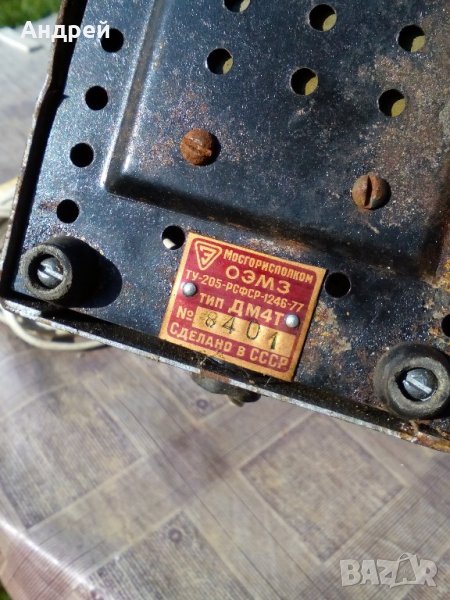 Андрей
Э МОСГОРИСПОЛКОМ
ОЭМЗ
ТУ-205-РСФСР-1246-77
ТИП ДМ4Т
№ 8401
СДЕЛАНО В СССР
BAZAR